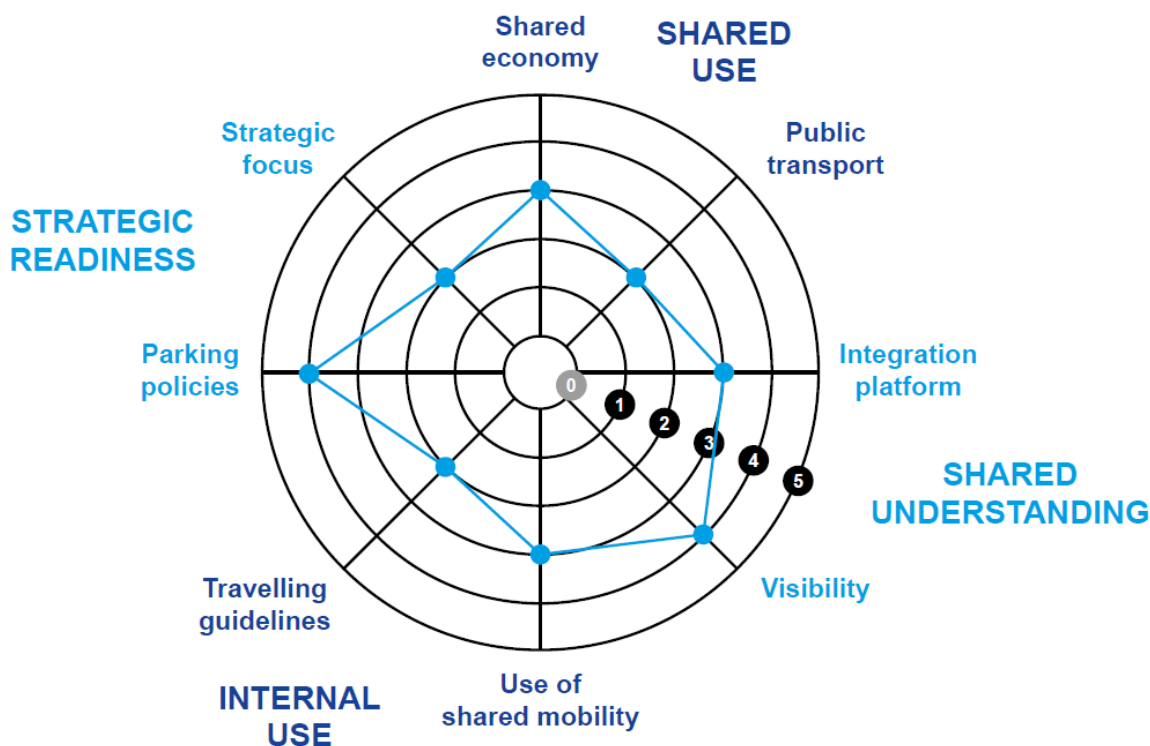 Shared
economy
SHARED
USE
Public
transport
Strategic
focus
STRATEGIC
READINESS
Parking
policies
Integration
platform
0
1
2
3
4
5
SHARED
UNDERSTANDING
Visibility
Travelling
guidelines
Use of
shared mobility
INTERNAL
USE